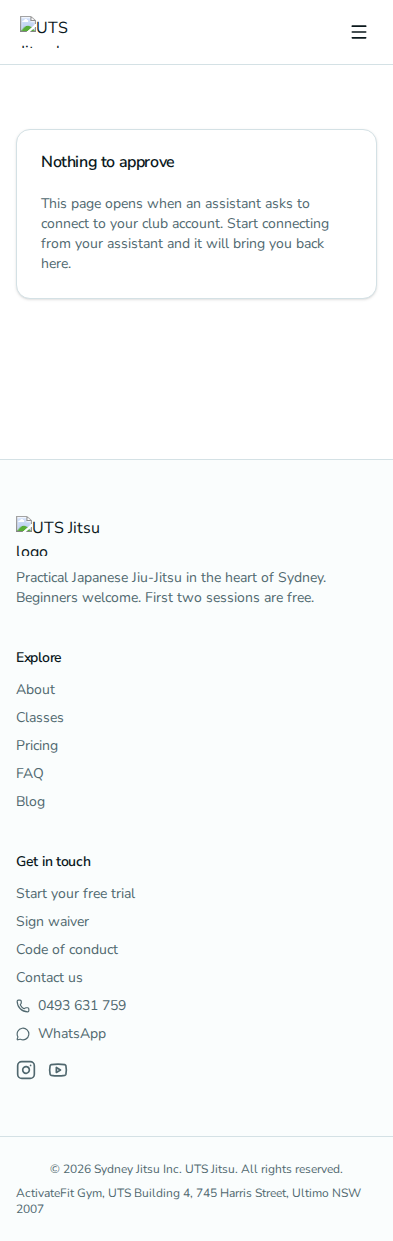 UTS
Nothing to approve
This page opens when an assistant asks to
connect to your club account. Start connecting
from your assistant and it will bring you back
here.
UTS Jitsu
logo
Practical Japanese Jiu-Jitsu in the heart of Sydney.
Beginners welcome. First two sessions are free.
Explore
About
Classes
Pricing
FAQ
Blog
Get in touch
Start your free trial
Sign waiver
Code of conduct
Contact us
0493 631 759
WhatsApp
© 2026 Sydney Jitsu Inc. UTS Jitsu. All rights reserved.
ActivateFit Gym, UTS Building 4, 745 Harris Street, Ultimo NSW
2007